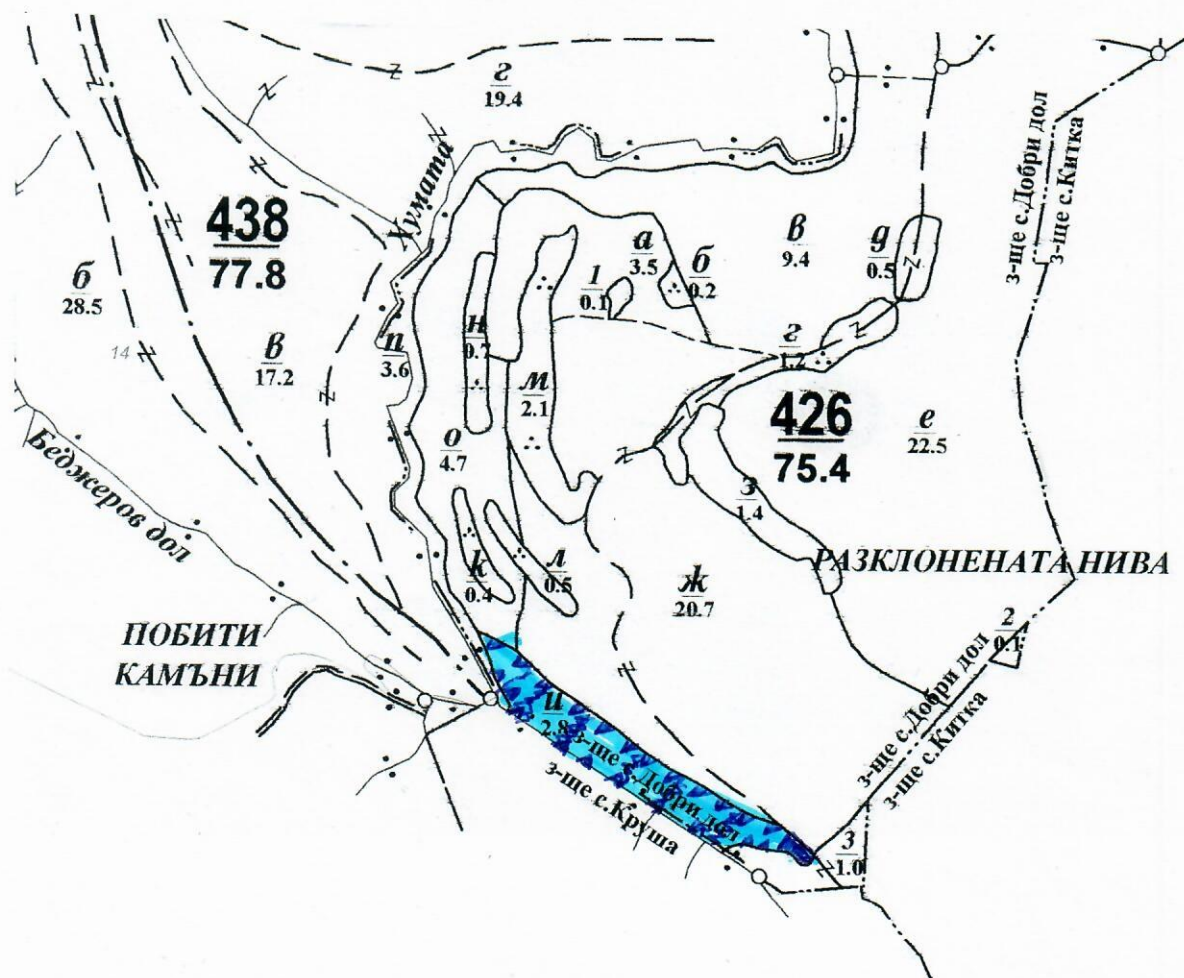 г
19.4
з-ще с.Добри дол
з-ще с.Китка
Хумата
438
77.8
б
28.5
в
17.2
14
п
3.6
н
0.7
1
0.1
а
3.5
б
0.2
в
9.4
д
0.5
г
1.2
м
2.1
426
75.4
е
22.5
о
4.7
з
1.4
Беджеров дол
к
0.4
л
0.5
ж
20.7
РАЗКЛОНЕНАТА НИВА
ПОБИТИ
КАМЪНИ
2
0.1
з-ще с.Добри дол
з-ще с.Китка
и
2.8
з-ще с.Добри дол
з-ще с.Круша
3
1.0